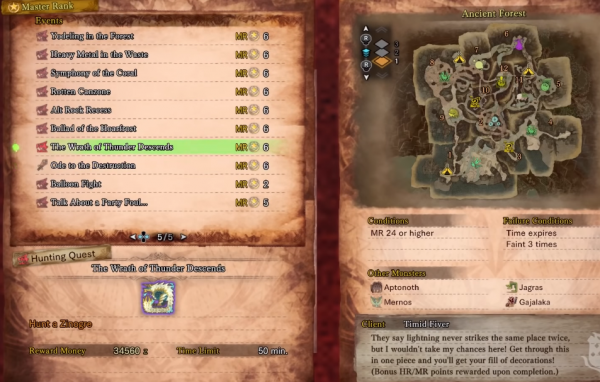 Master Rank
Events
Yodeling in the Forest MR 6
Heavy Metal in the Waste MR 6
Symphony of the Coral MR 6
Rotten Canzone MR 6
Alt Rock Recess MR 6
Ballad of the Hoarfrost MR 6
The Wrath of Thunder Descends MR 6
Ode to the Destruction MR 6
Balloon Fight MR 2
Talk About a Party Foul... MR 5
5/5
Hunting Quest
The Wrath of Thunder Descends
Hunt a Zinogre
Reward Money 34560 z Time Limit 50 min.
Ancient Forest
Conditions Failure Conditions
MR 24 or higher Time expires
Faint 3 times
Other Monsters
Aptonoth Jagras
Mernos Gajalaka
Client Timid Fiver
They say lightning never strikes the same place twice,
but I wouldn't take my chances here! Get through this
in one piece and you'll get your fill of decorations!
(Bonus HR/MR points rewarded upon completion.)